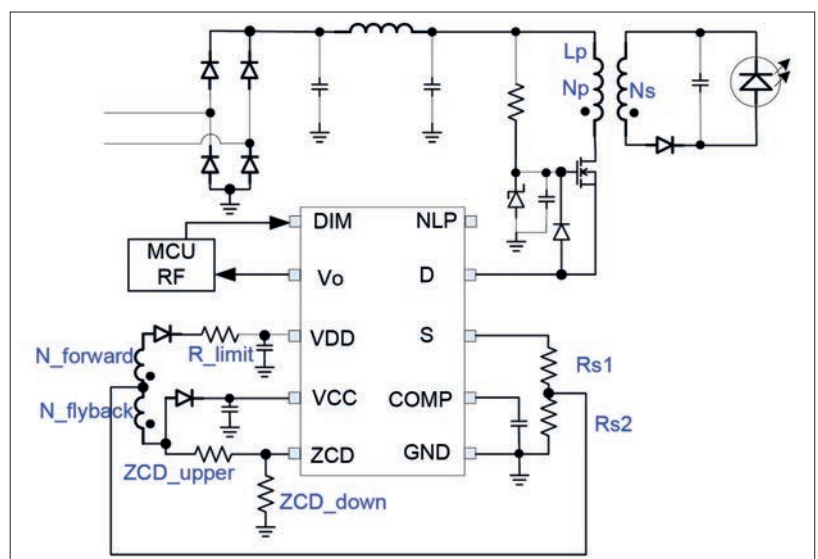 Lp
Np
Ns
DIM
NLP
MCU
RF
Vo
D
VDD
S
N_forward
R_limit
Rs1
N_flyback
VCC
COMP
Rs2
ZCD
GND
ZCD_upper
ZCD_down